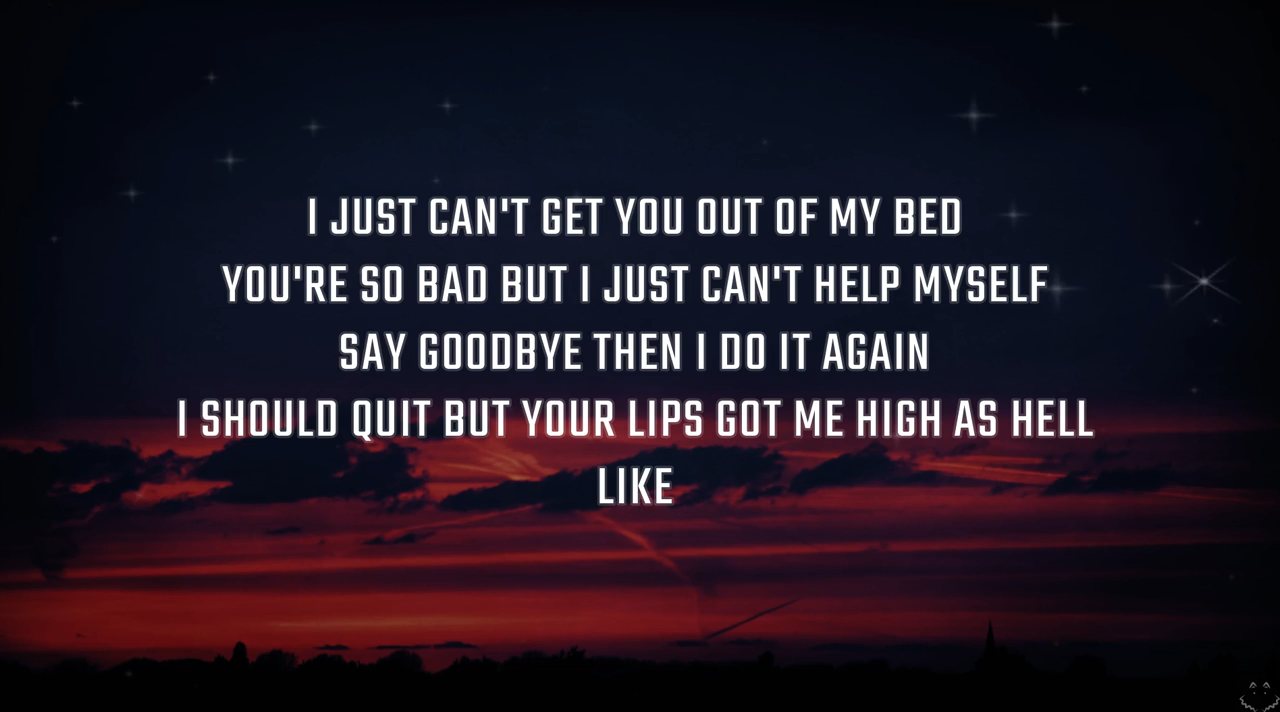 I JUST CAN'T GET YOU OUT OF MY BED
YOU'RE SO BAD BUT I JUST CAN'T HELP MYSELF
SAY GOODBYE THEN I DO IT AGAIN
I SHOULD QUIT BUT YOUR LIPS GOT ME HIGH AS HELL
LIKE